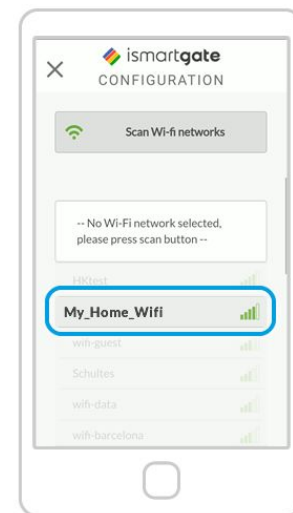 ismartgate
CONFIGURATION
Scan Wi-fi networks
-- No Wi-Fi network selected,
please press scan button --
HKtest
My_Home_Wifi
wifi-guest
Schultes
wifi-data
wifi-barcelona